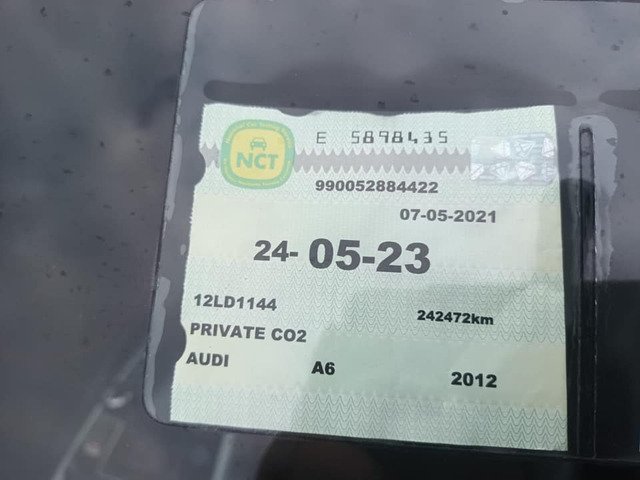 NCT
E 5898435
990052884422
07-05-2021
24- 05-23
12LD1144
242472km
PRIVATE CO2
AUDI A6 2012